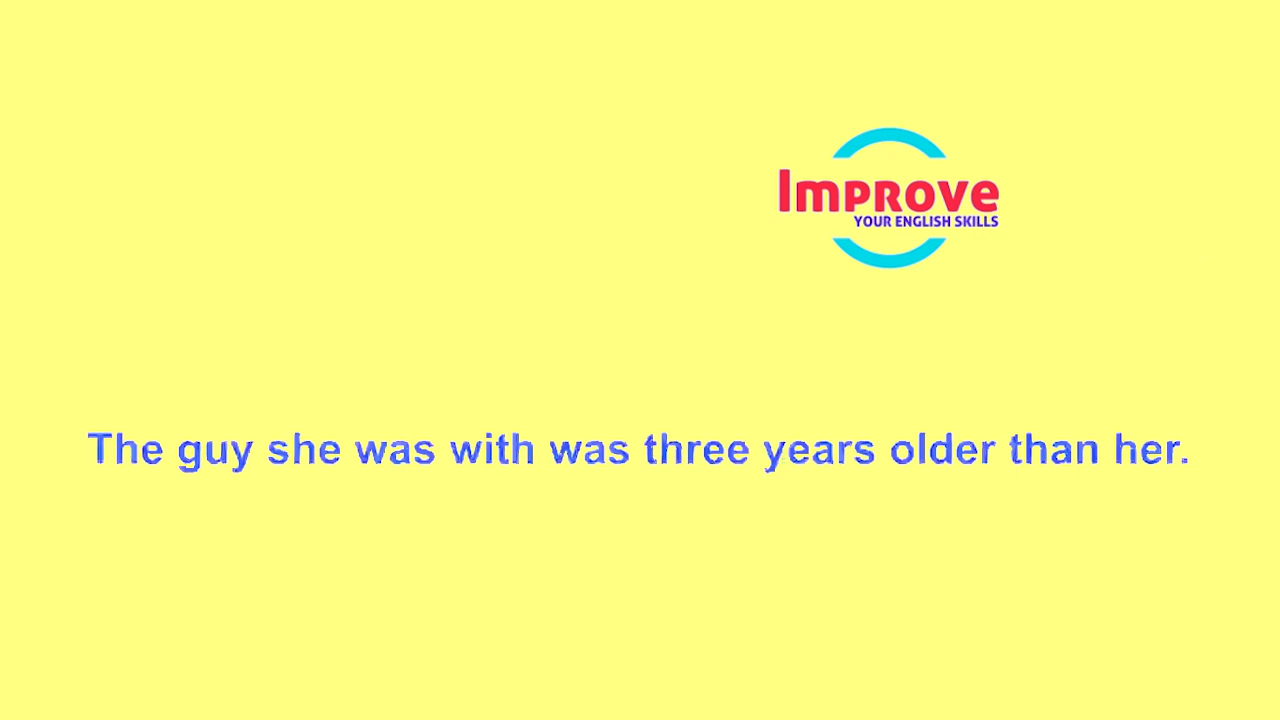 Improve
YOUR ENGLISH SKILLS
The guy she was with was three years older than her.